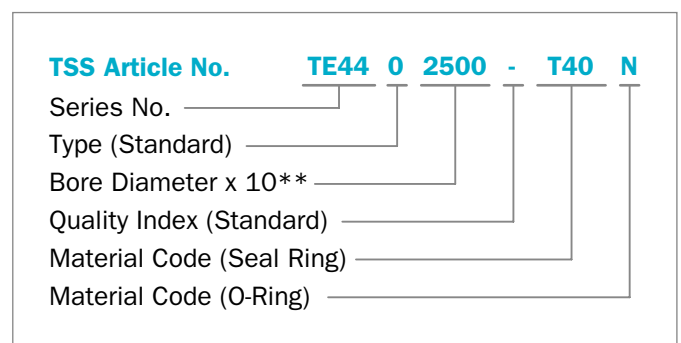 TSS Article No. TE44 0 2500 - T40 N
Series No.
Type (Standard)
Bore Diameter x 10**
Quality Index (Standard)
Material Code (Seal Ring)
Material Code (O-Ring)